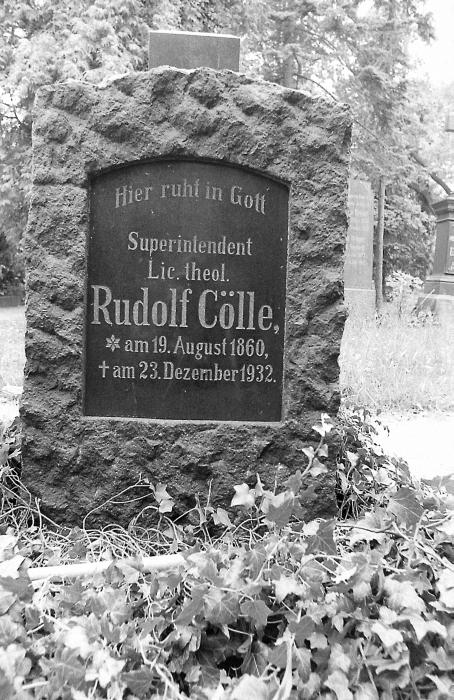 Hier ruht in Gott
Superintendent
Lic. theol.
Rudolf Cölle,
* am 19. August 1860,
† am 23. Dezember 1932.